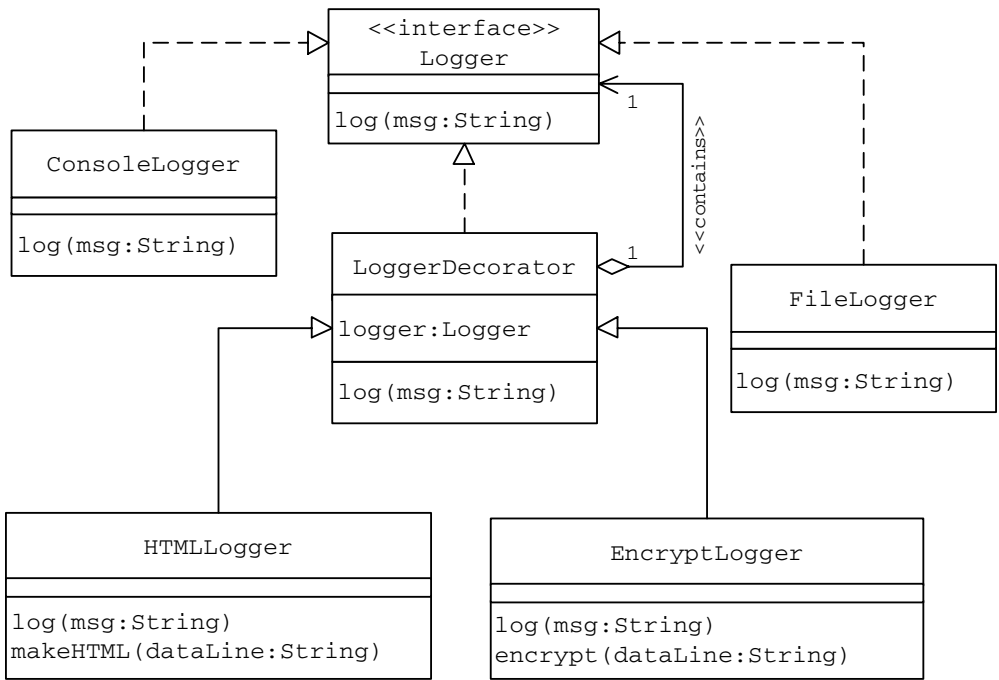 <<interface>>
Logger
log(msg:String)
1
<<contains>>
ConsoleLogger
log(msg:String)
LoggerDecorator
1
logger:Logger
log(msg:String)
FileLogger
log(msg:String)
HTMLLogger
log(msg:String)
makeHTML(dataLine:String)
EncryptLogger
log(msg:String)
encrypt(dataLine:String)